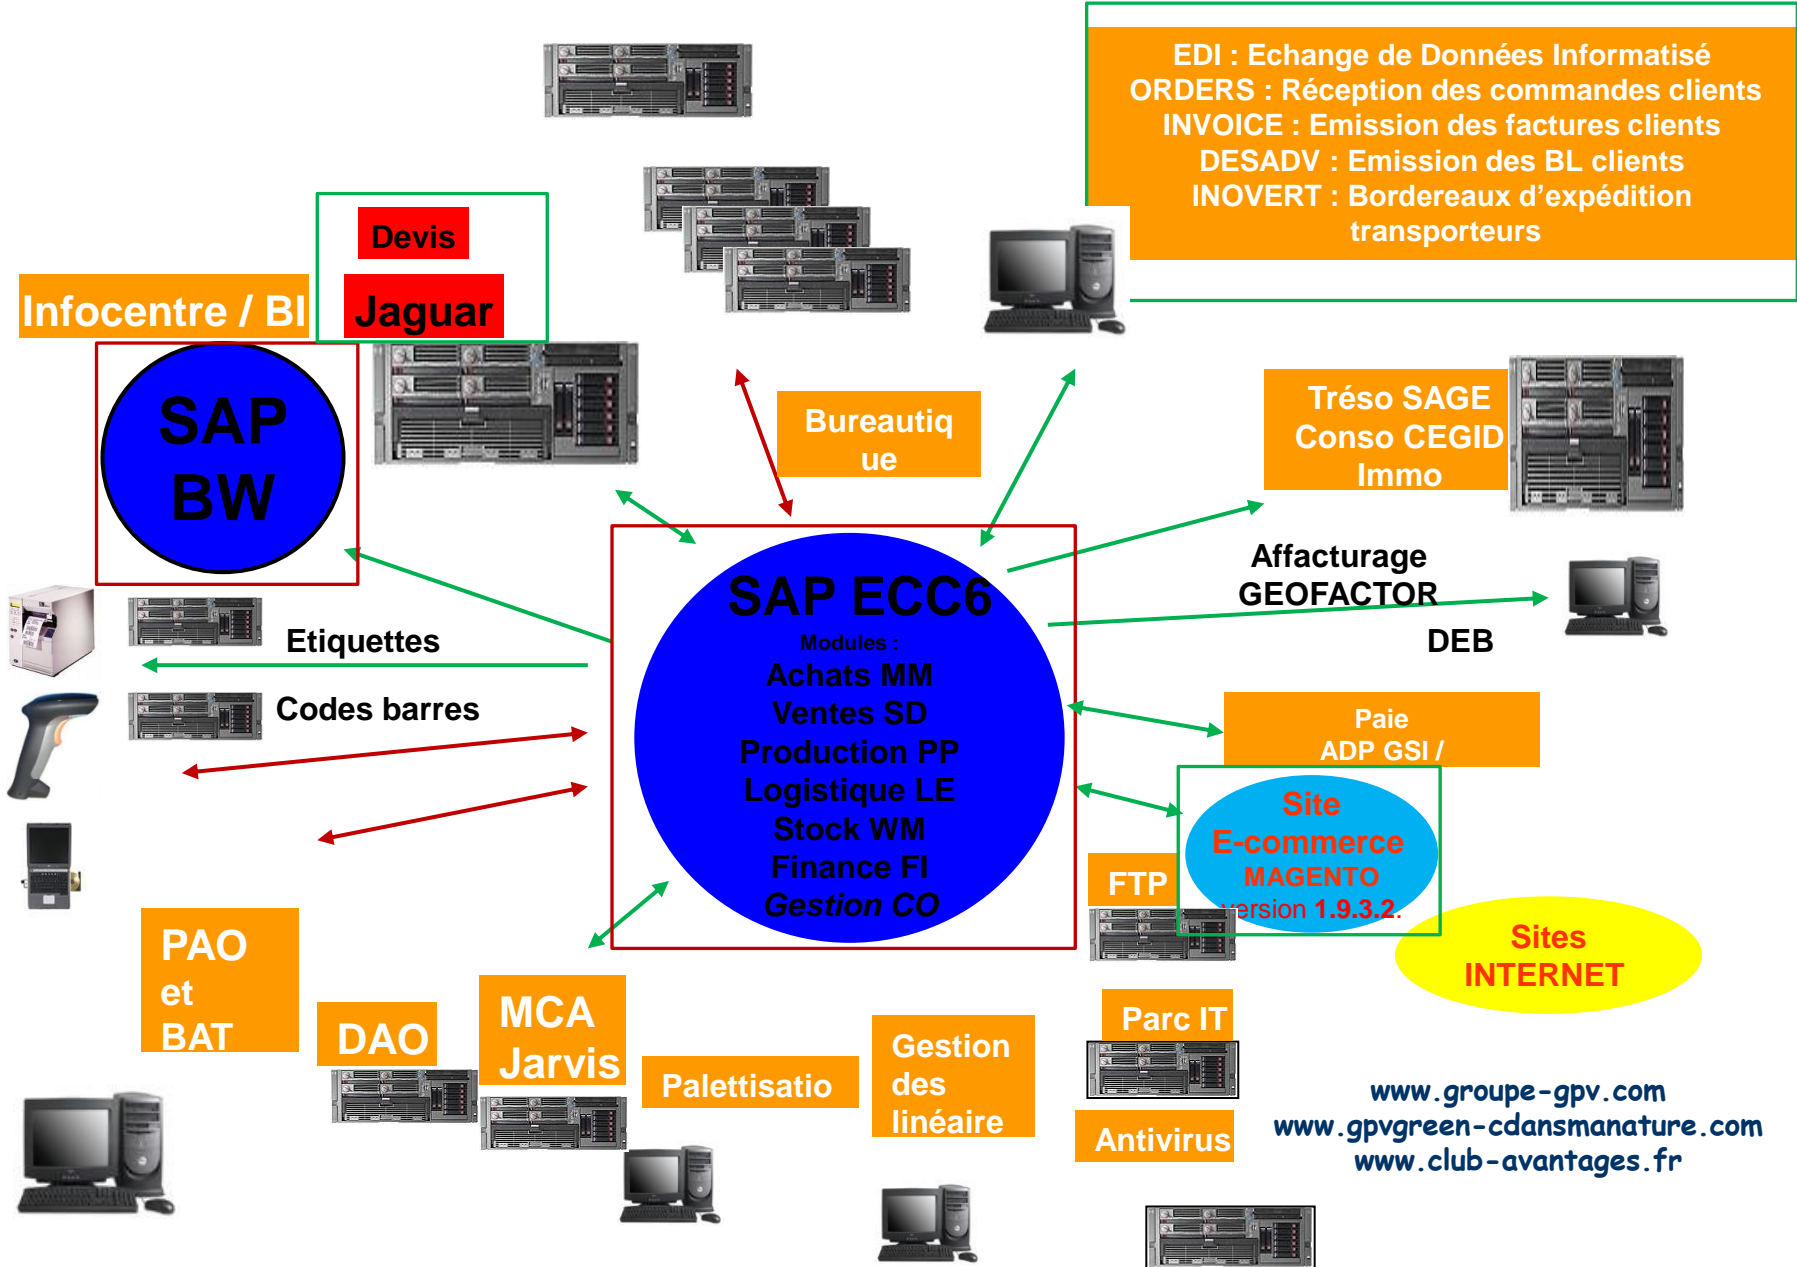 EDI : Echange de Données Informatisé
ORDERS : Réception des commandes clients
INVOICE : Emission des factures clients
DESADV : Emission des BL clients
INOVERT : Bordereaux d’expédition
transporteurs
Devis
Jaguar
Infocentre / BI
SAP
BW
Bureautiq
ue
Tréso SAGE
Conso CEGID
Immo
Affacturage
GEOFACTOR
DEB
SAP ECC6
Modules :
Achats MM
Ventes SD
Production PP
Logistique LE
Stock WM
Finance FI
Gestion CO
Etiquettes
Codes barres
Paie
ADP GSI /
Site
E-commerce
MAGENTO
version 1.9.3.2.
FTP
Sites
INTERNET
PAO
et
BAT
DAO
MCA
Jarvis
Palettisatio
Gestion
des
linéaire
Parc IT
Antivirus
www.groupe-gpv.com
www.gpvgreen-cdansmanature.com
www.club-avantages.fr